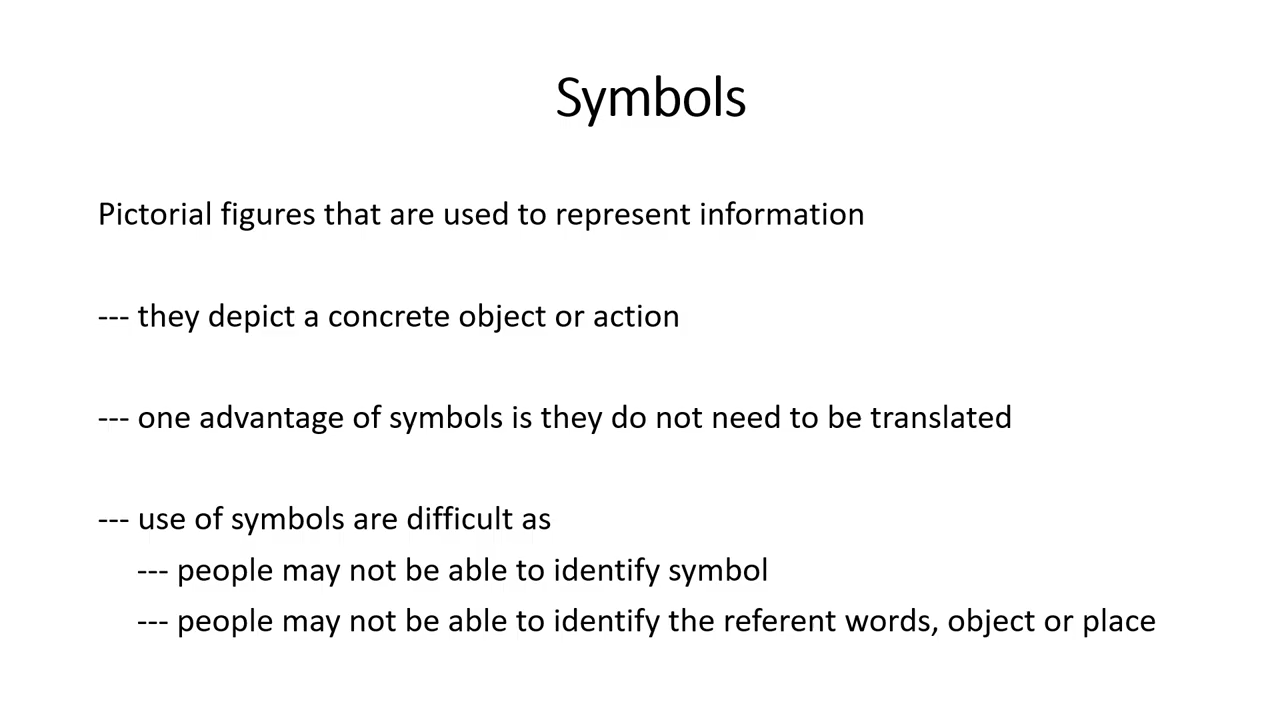 Symbols
Pictorial figures that are used to represent information
--- they depict a concrete object or action
--- one advantage of symbols is they do not need to be translated
--- use of symbols are difficult as
--- people may not be able to identify symbol
--- people may not be able to identify the referent words, object or place